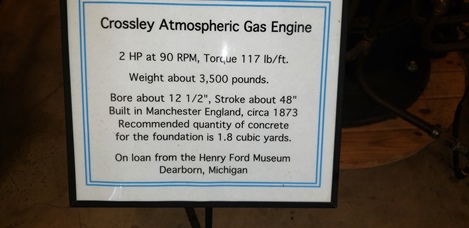 Crossley Atmospheric Gas Engine
2 HP at 90 RPM, Torque 117 lb/ft.
Weight about 3,500 pounds.
Bore about 12 1/2", Stroke about 48"
Built in Manchester England, circa 1873
Recommended quantity of concrete
for the foundation is 1.8 cubic yards.
On loan from the Henry Ford Museum
Dearborn, Michigan